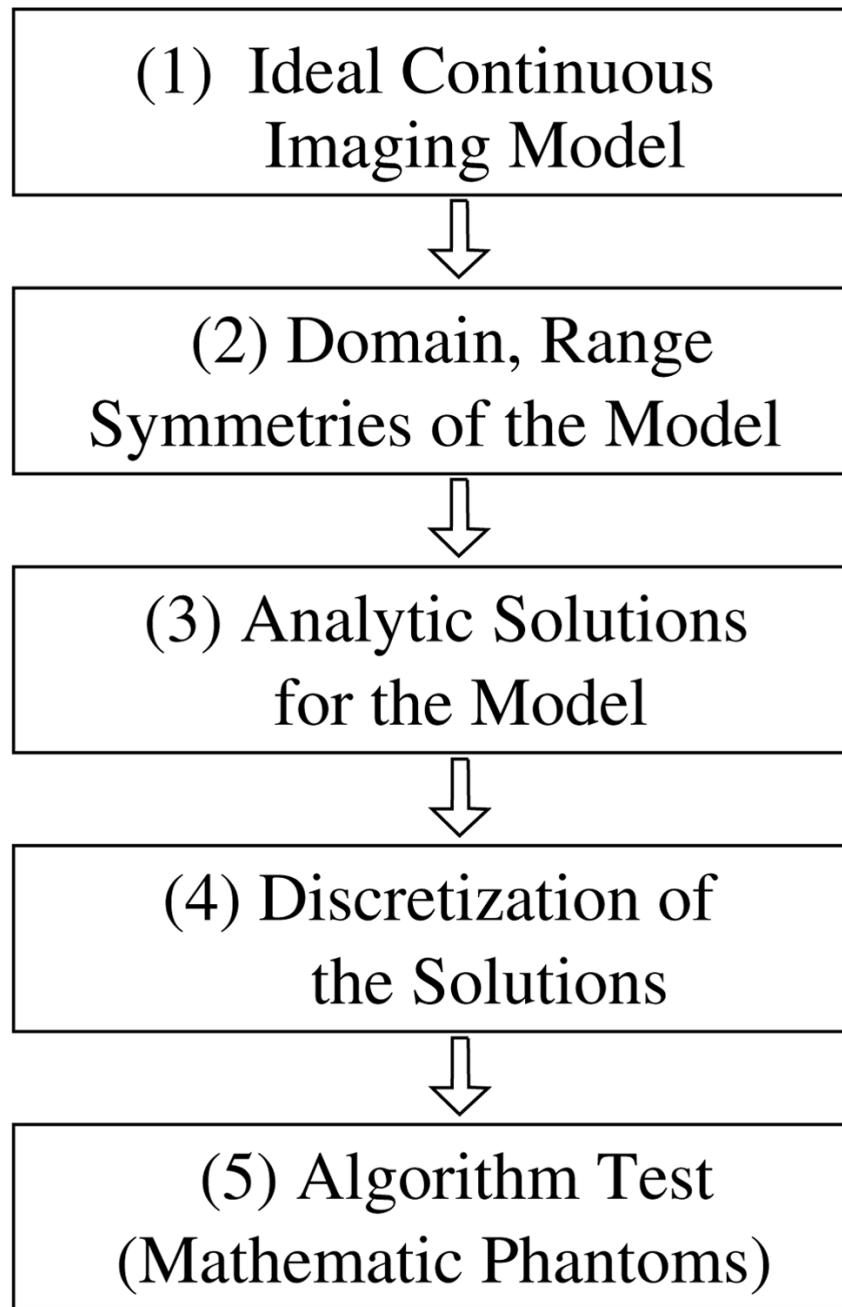 (1) Ideal Continuous
Imaging Model
(2) Domain, Range
Symmetries of the Model
(3) Analytic Solutions
for the Model
(4) Discretization of
the Solutions
(5) Algorithm Test
(Mathematic Phantoms)